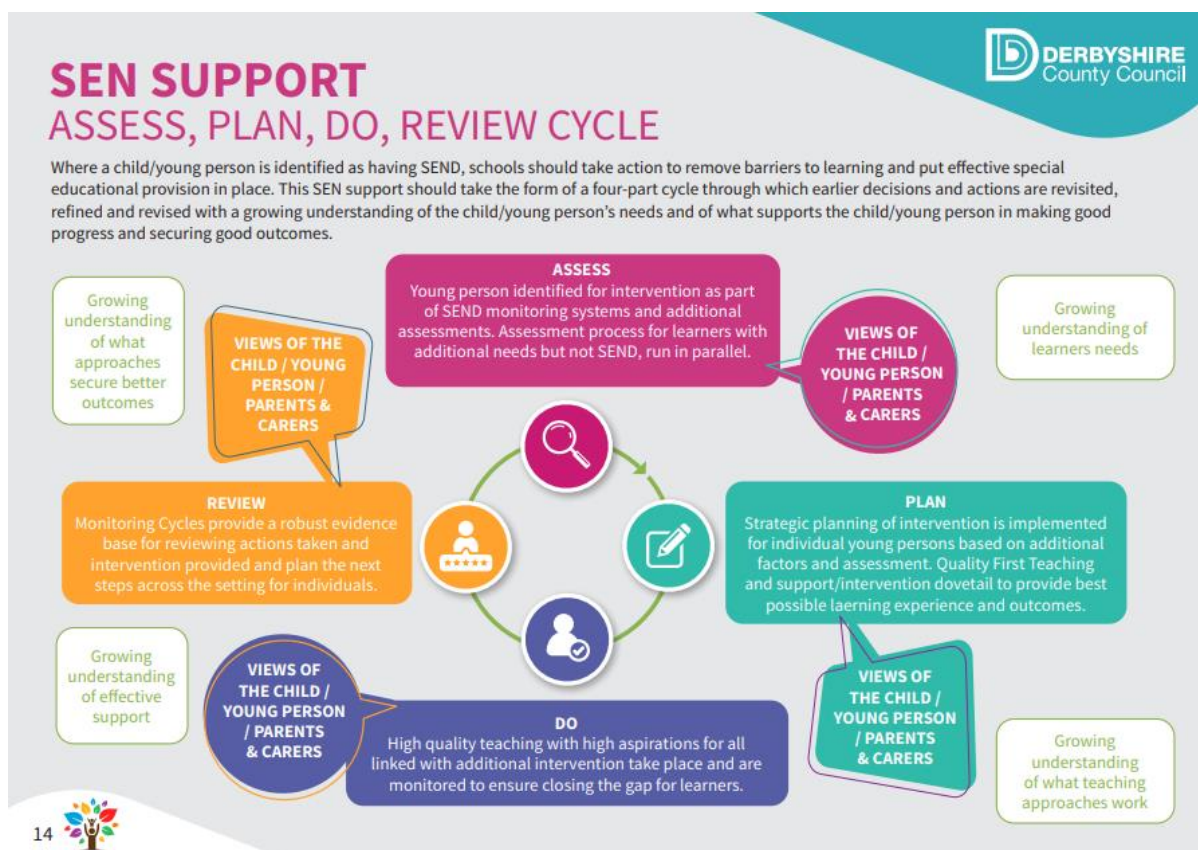 DERBYSHIRE
County Council
SEN SUPPORT
ASSESS, PLAN, DO, REVIEW CYCLE
Where a child/young person is identified as having SEND, schools should take action to remove barriers to learning and put effective special
educational provision in place. This SEN support should take the form of a four-part cycle through which earlier decisions and actions are revisited,
refined and revised with a growing understanding of the child/young person's needs and of what supports the child/young person in making good
progress and securing good outcomes.
ASSESS
Young person identified for intervention as part
of SEND monitoring systems and additional
assessments. Assessment process for learners with
additional needs but not SEND, run in parallel.
VIEWS OF
THE CHILD /
YOUNG PERSON
/ PARENTS
& CARERS
Growing
understanding of
learners needs
PLAN
Strategic planning of intervention is implemented
for individual young persons based on additional
factors and assessment. Quality First Teaching
and support/intervention dovetail to provide best
possible laerning experience and outcomes.
VIEWS OF
THE CHILD /
YOUNG PERSON
/ PARENTS
& CARERS
Growing
understanding
of what teaching
approaches work
DO
High quality teaching with high aspirations for all
linked with additional intervention take place and are
monitored to ensure closing the gap for learners.
VIEWS OF
THE CHILD /
YOUNG PERSON
/ PARENTS
& CARERS
Growing
understanding
of effective
support
REVIEW
Monitoring Cycles provide a robust evidence
base for reviewing actions taken and
intervention provided and plan the next
steps across the setting for individuals.
VIEWS OF THE
CHILD / YOUNG
PERSON /
PARENTS &
CARERS
Growing
understanding
of what
approaches
secure better
outcomes
14